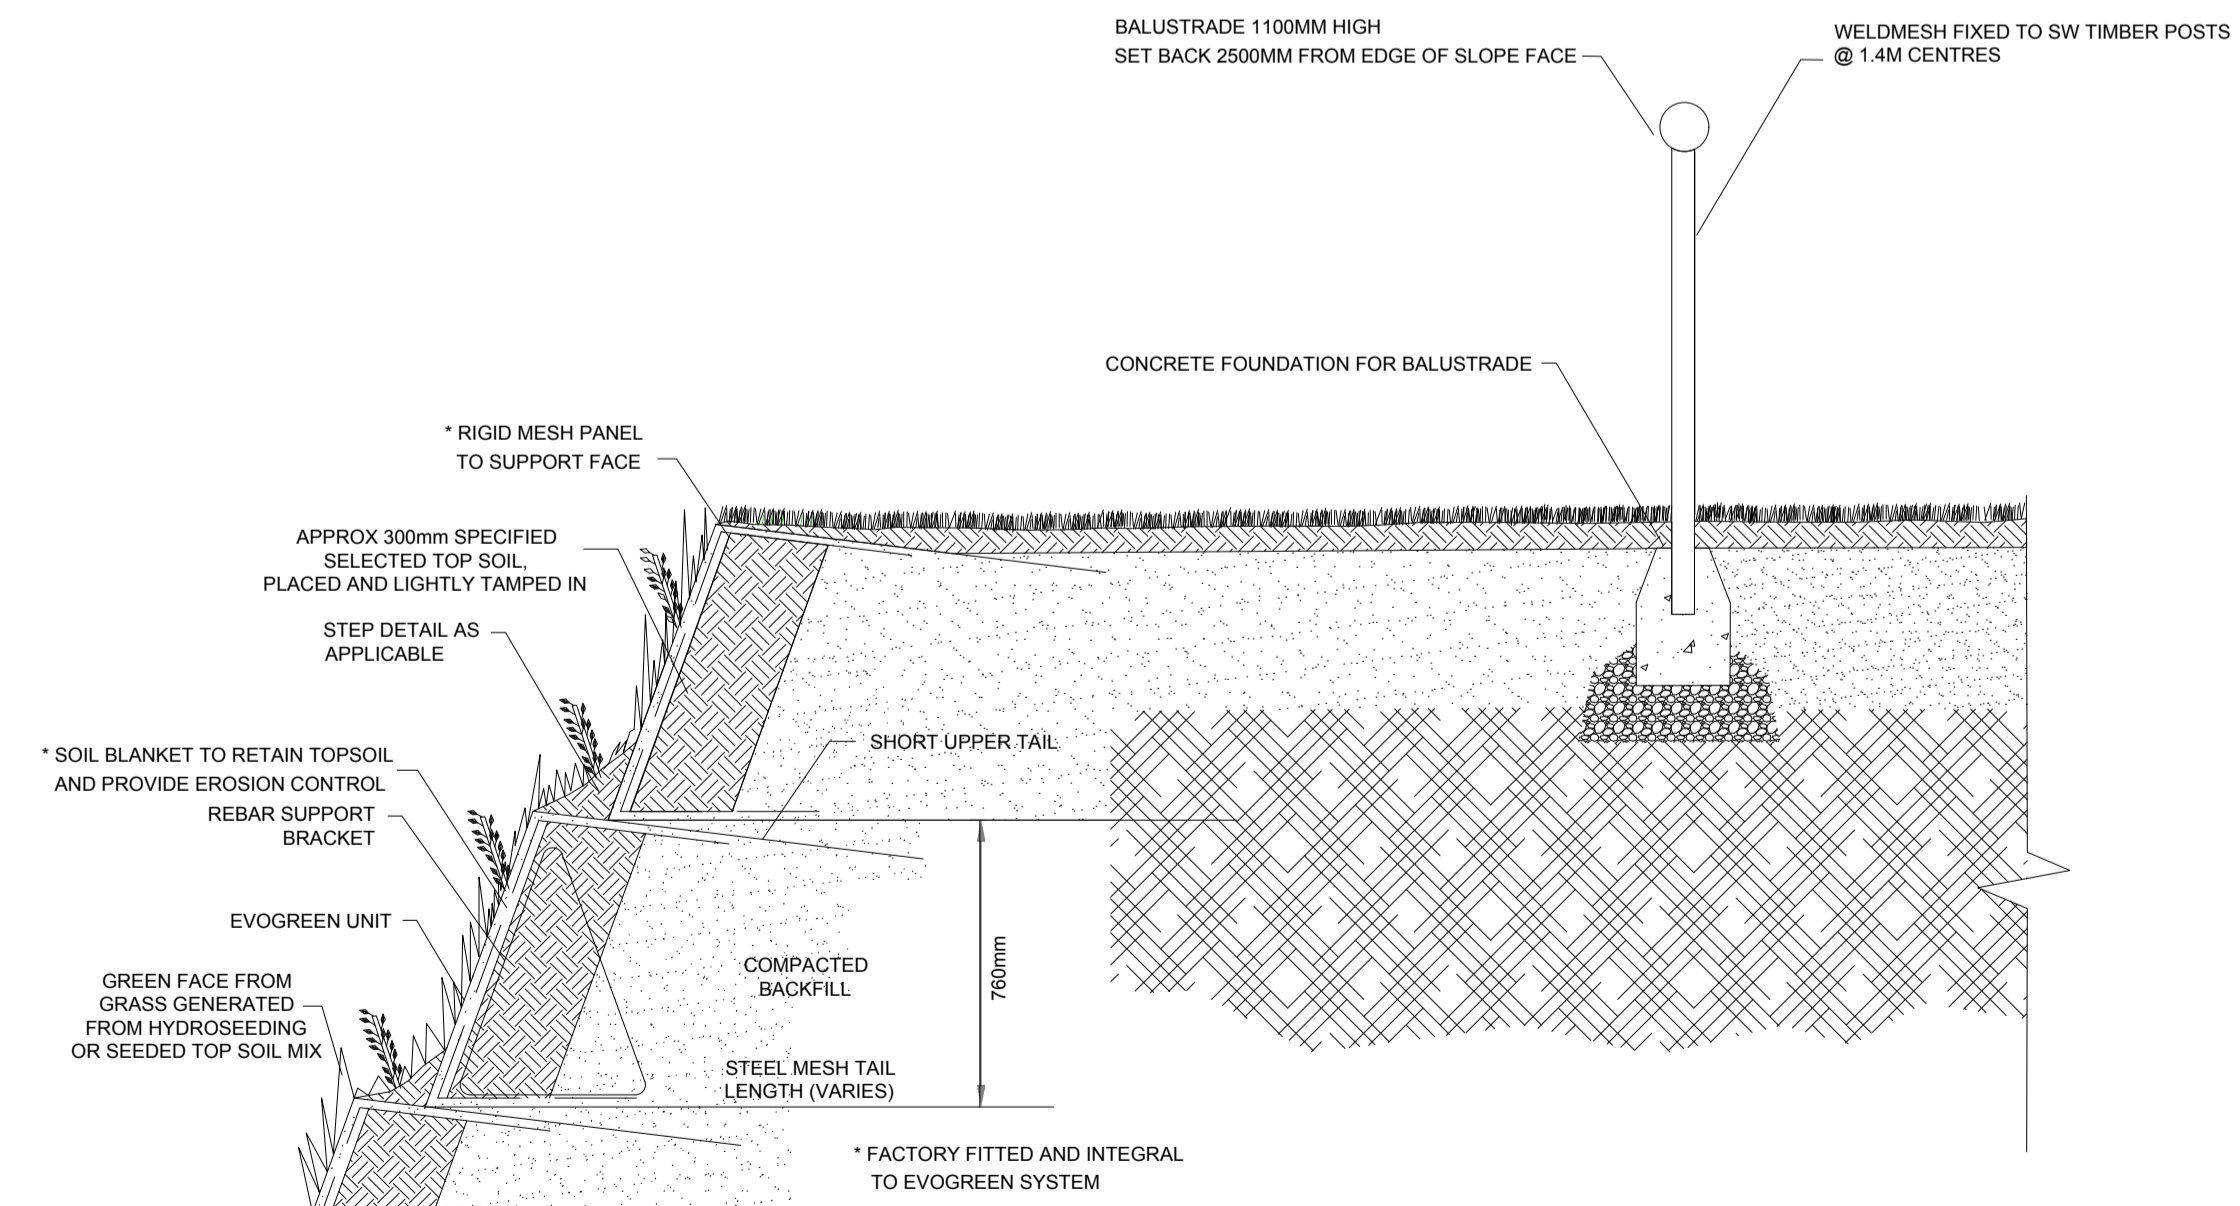 BALUSTRADE 1100MM HIGH
SET BACK 2500MM FROM EDGE OF SLOPE FACE
WELDMESH FIXED TO SW TIMBER POSTS
@ 1.4M CENTRES
CONCRETE FOUNDATION FOR BALUSTRADE
* RIGID MESH PANEL
TO SUPPORT FACE
APPROX 300mm SPECIFIED
SELECTED TOP SOIL,
PLACED AND LIGHTLY TAMPED IN
STEP DETAIL AS
APPLICABLE
* SOIL BLANKET TO RETAIN TOPSOIL
AND PROVIDE EROSION CONTROL
REBAR SUPPORT
BRACKET
EVOGREEN UNIT
GREEN FACE FROM
GRASS GENERATED
FROM HYDROSEEDING
OR SEEDED TOP SOIL MIX
SHORT UPPER TAIL
COMPACTED
BACKFILL
760mm
STEEL MESH TAIL
LENGTH (VARIES)
* FACTORY FITTED AND INTEGRAL
TO EVOGREEN SYSTEM